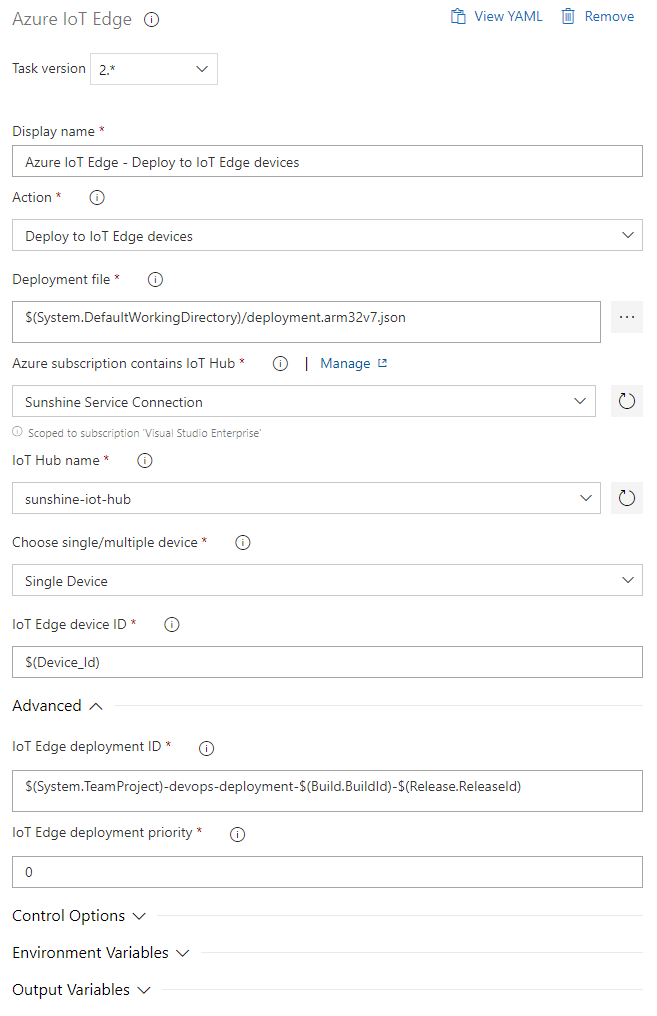 Azure IoT Edge
View YAML
Remove
Task version 2.*
Display name *
Azure IoT Edge - Deploy to IoT Edge devices
Action *
Deploy to IoT Edge devices
Deployment file *
$(System.DefaultWorkingDirectory)/deployment.arm32v7.json
Azure subscription contains IoT Hub * | Manage
Sunshine Service Connection
Scoped to subscription 'Visual Studio Enterprise'
IoT Hub name *
sunshine-iot-hub
Choose single/multiple device *
Single Device
IoT Edge device ID *
$(Device_Id)
Advanced
IoT Edge deployment ID *
$(System.TeamProject)-devops-deployment-$(Build.BuildId)-$(Release.ReleaseId)
IoT Edge deployment priority *
0
Control Options
Environment Variables
Output Variables